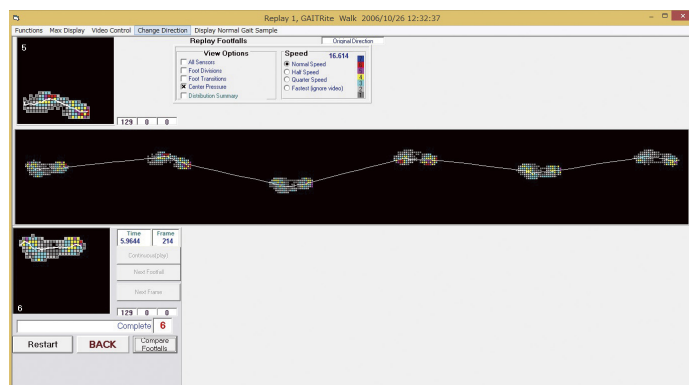 Replay 1, GAITRite Walk 2006/10/26 12:32:37
Functions Max Display Video Control Change Direction Display Normal Gait Sample
Replay Footfalls
Original Direction
5
View Options
All Sensors
Foot Divisions
Foot Transitions
Center Pressure
Distribution Summary
Speed 16.614
Normal Speed
Half Speed
Quarter Speed
Fastest (ignore video)
129 0 0
Time Frame
5.9644 214
Continuous(play)
Next Footfall
Next Frame
6
129 0 0
Complete 6
Restart BACK Compare
Footfalls